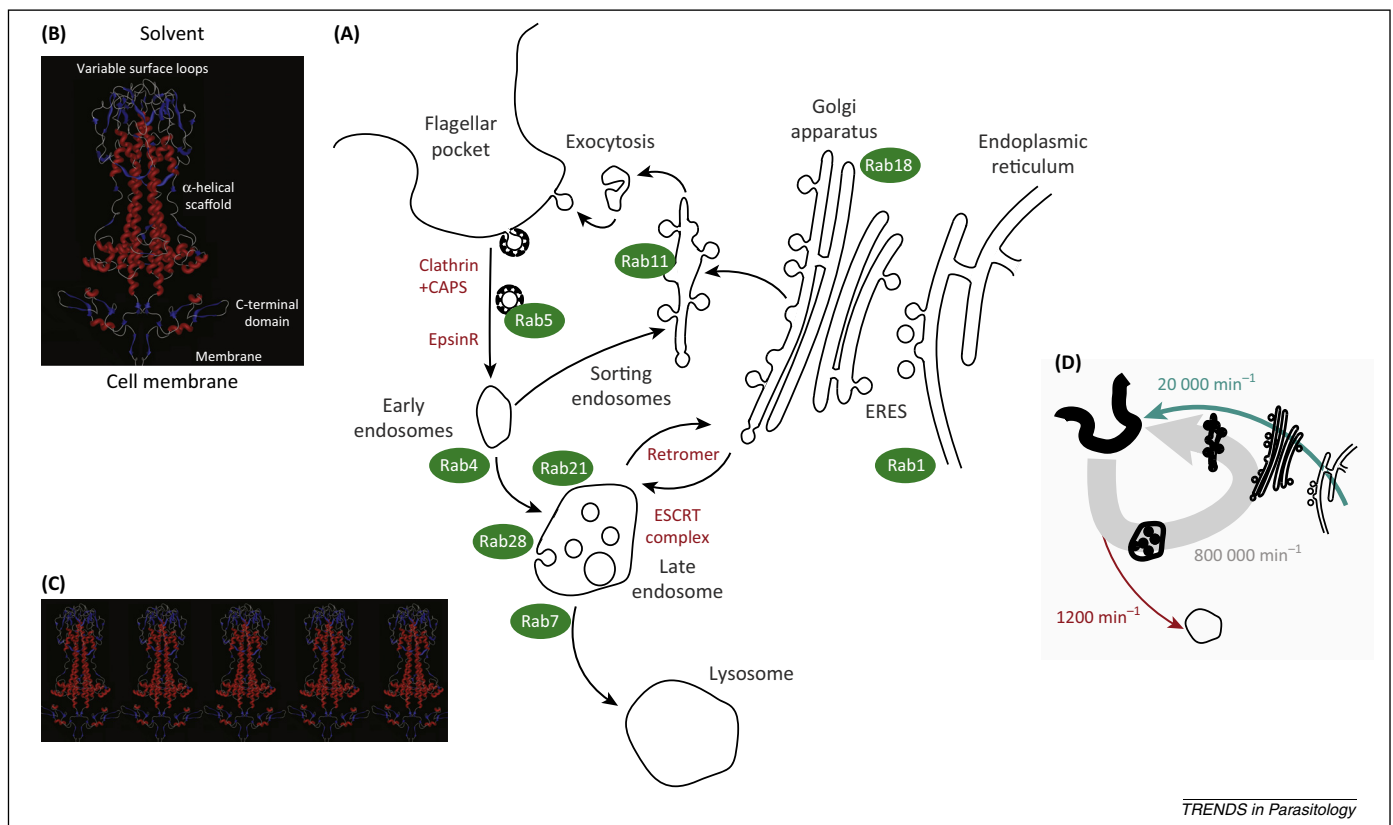 (B)
Solvent
Variable surface loops
α-helical
scaffold
C-terminal
domain
Membrane
Cell membrane
(A)
Flagellar
pocket
Exocytosis
Golgi
apparatus
Rab18
Endoplasmic
reticulum
Rab11
Clathrin
+CAPS
Rab5
EpsinR
Sorting
endosomes
Early
endosomes
ERES
Rab4
Rab21
Retromer
Rab1
Rab28
ESCRT
complex
Late
endosome
Rab7
Lysosome
(C)
(D)
20 000 min⁻¹
800 000 min⁻¹
1200 min⁻¹
TRENDS in Parasitology